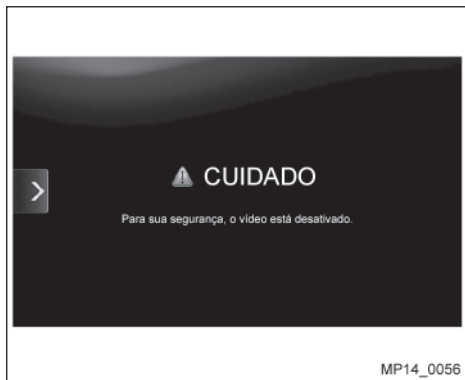 CUIDADO
Para sua segurança, o vídeo está desativado.
MP14_0056